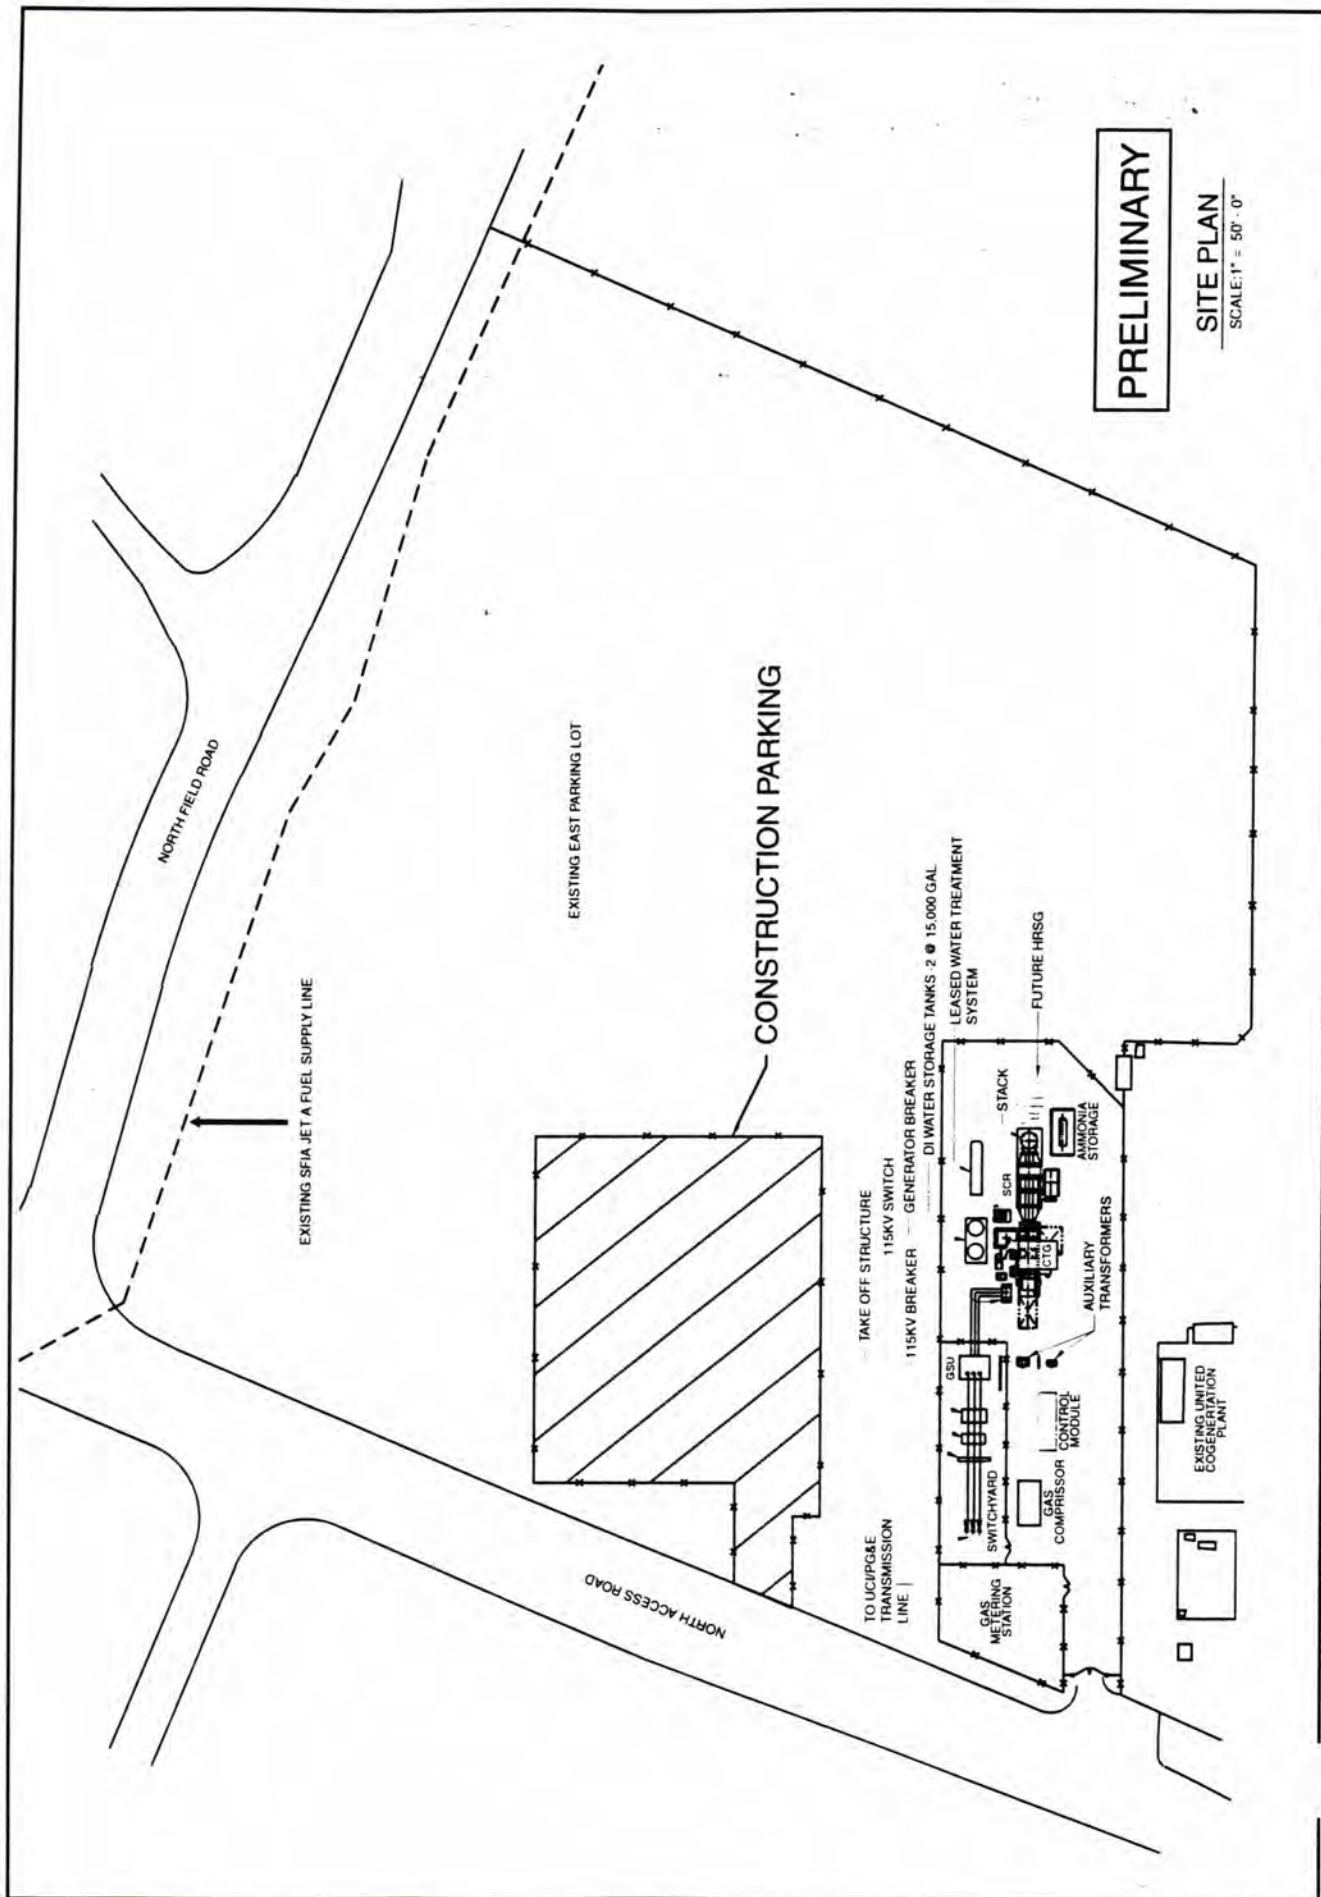 NORTH FIELD ROAD
EXISTING SFIA JET A FUEL SUPPLY LINE
EXISTING EAST PARKING LOT
CONSTRUCTION PARKING
NORTH ACCESS ROAD
TAKE OFF STRUCTURE
115KV SWITCH
115KV BREAKER
GENERATOR BREAKER
DI WATER STORAGE TANKS -2 @ 15,000 GAL
LEASED WATER TREATMENT
SYSTEM
STACK
FUTURE HRSG
TO UCI/PG&E
TRANSMISSION
LINE
GSU
SCR
CTG
AMMONIA
STORAGE
AUXILIARY
TRANSFORMERS
SWITCHYARD
CONTROL
MODULE
GAS
COMPRISSOR
GAS
METERING
STATION
EXISTING UNITED
COGENERTATION
PLANT
PRELIMINARY
SITE PLAN
SCALE:1" = 50' - 0"